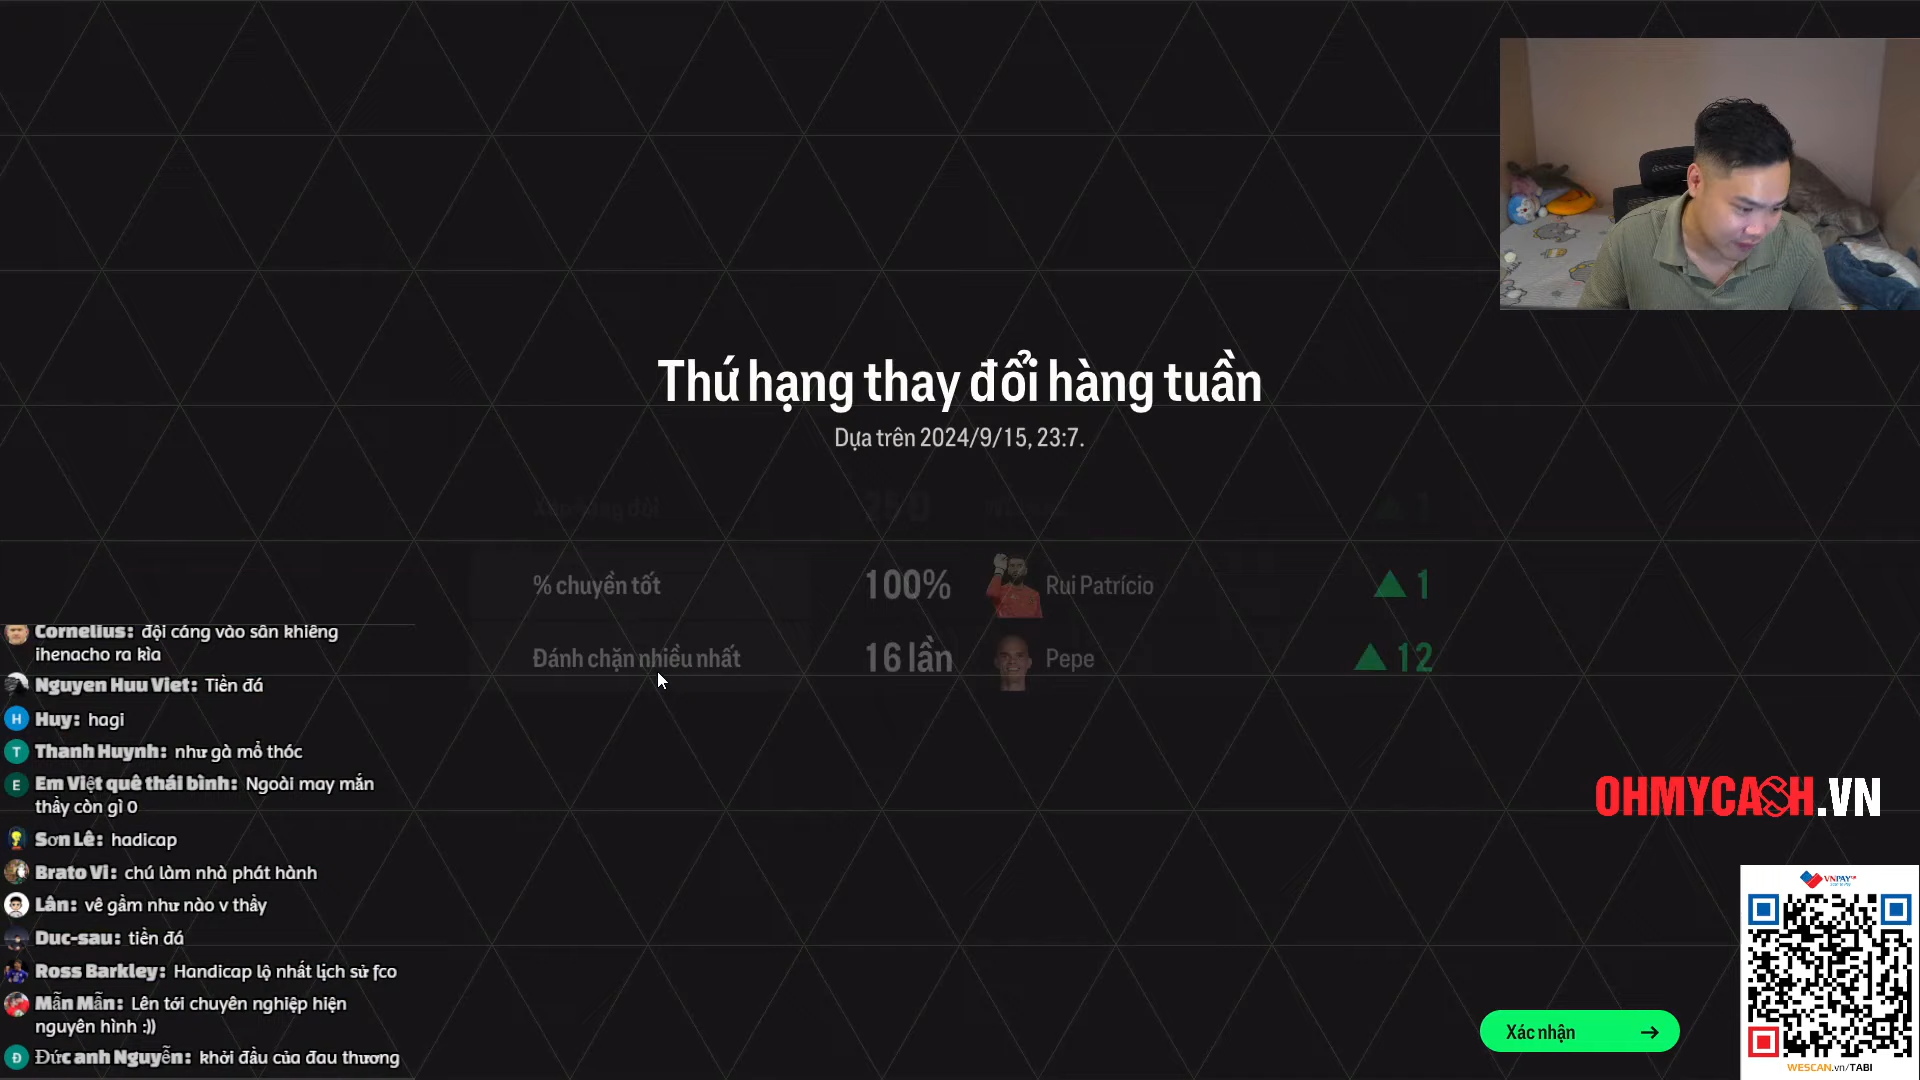 Thứ hạng thay đổi hàng tuần
Dựa trên 2024/9/15, 23:7.
% chuyền tốt 100% Rui Patrício 1
Đánh chặn nhiều nhất 16 lần Pepe 12
Cornelius: đội cáng vào sân khiêng
ihenacho ra kìa
Nguyen Huu Viet: Tiền đá
H Huy: hagi
T Thanh Huynh: như gà mổ thóc
E Em Việt quê thái bình: Ngoài may mắn
thầy còn gì 0
Sơn Lê: hadicap
Brato Vi: chú làm nhà phát hành
Lân: vê gầm như nào v thầy
Duc-sau: tiền đá
Ross Barkley: Handicap lộ nhất lịch sử fco
Mẫn Mẫn: Lên tới chuyên nghiệp hiện
nguyên hình :))
Đ Đức anh Nguyễn: khởi đầu của đau thương
OHMYCASH.VN
VNPAY
Xác nhận
WESCAN.vn/TABI